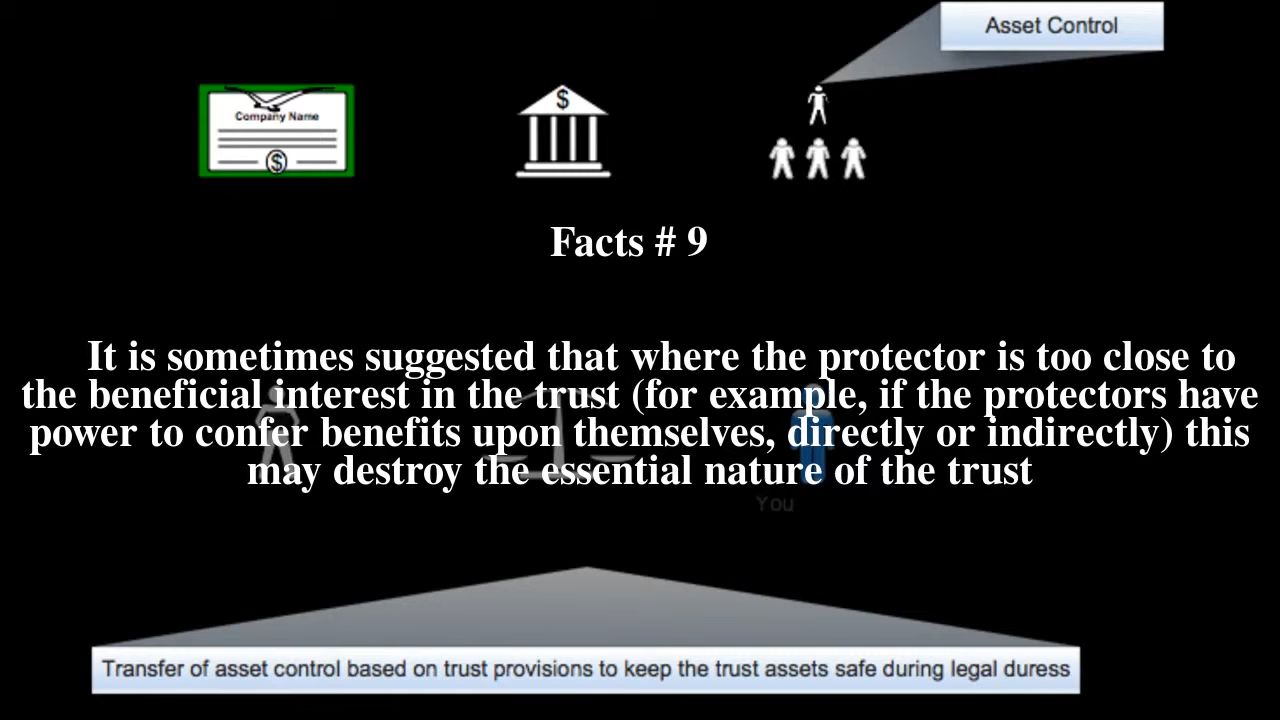 Asset Control
Company Name
$
$
Facts # 9
It is sometimes suggested that where the protector is too close to
the beneficial interest in the trust (for example, if the protectors have
power to confer benefits upon themselves, directly or indirectly) this
may destroy the essential nature of the trust
You
Transfer of asset control based on trust provisions to keep the trust assets safe during legal duress